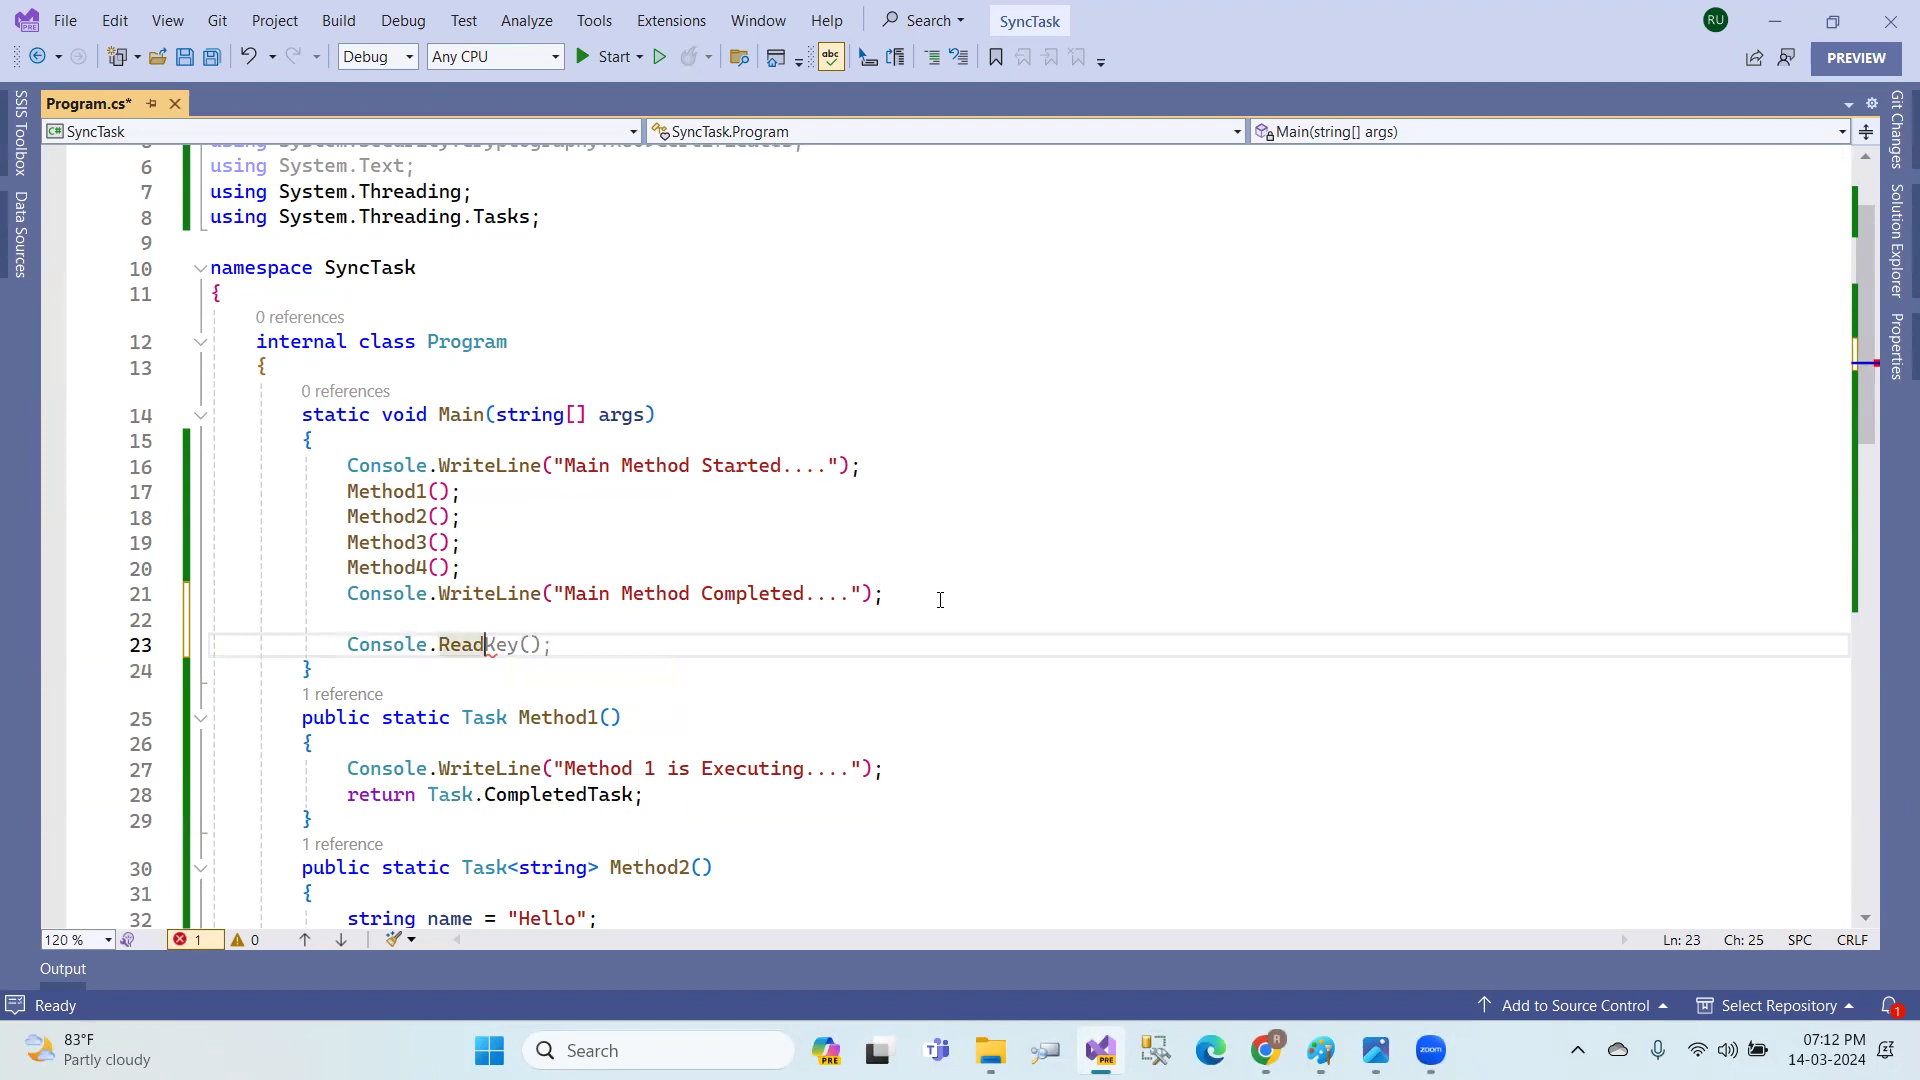 File Edit View Git Project Build Debug Test Analyze Tools Extensions Window Help Search SyncTask RU
Debug Any CPU Start abc PREVIEW
Program.cs*
SyncTask SyncTask.Program Main(string[] args)
SSIS Toolbox
Data Sources
Git Changes
Solution Explorer
Properties
6 using System.Text;
7 using System.Threading;
8 using System.Threading.Tasks;
9
10 namespace SyncTask
11 {
0 references
12 internal class Program
13 {
0 references
14 static void Main(string[] args)
15 {
16 Console.WriteLine("Main Method Started....");
17 Method1();
18 Method2();
19 Method3();
20 Method4();
21 Console.WriteLine("Main Method Completed....");
22
23 Console.ReadKey();
24 }
1 reference
25 public static Task Method1()
26 {
27 Console.WriteLine("Method 1 is Executing....");
28 return Task.CompletedTask;
29 }
1 reference
30 public static Task<string> Method2()
31 {
32 string name = "Hello";
120 % 1 0 Ln: 23 Ch: 25 SPC CRLF
Output
Ready Add to Source Control Select Repository 1
83°F
Partly cloudy
Search
PRE
PRE
zoom
07:12 PM
14-03-2024